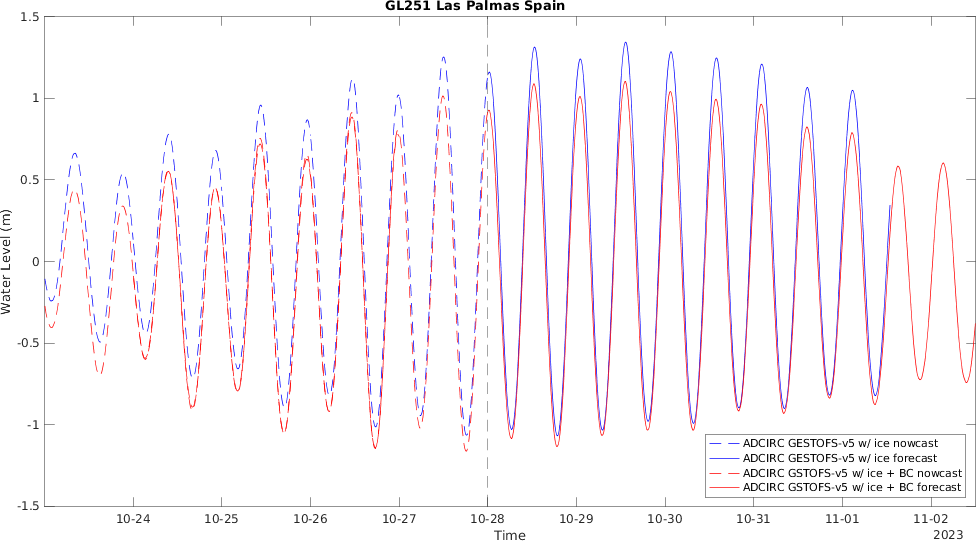 GL251 Las Palmas Spain
1.5
1
0.5
0
-0.5
-1
-1.5
Water Level (m)
10-24
10-25
10-26
10-27
10-28
10-29
10-30
10-31
11-01
11-02
Time
2023
ADCIRC GESTOFS-v5 w/ ice nowcast
ADCIRC GESTOFS-v5 w/ ice forecast
ADCIRC GSTOFS-v5 w/ ice + BC nowcast
ADCIRC GSTOFS-v5 w/ ice + BC forecast